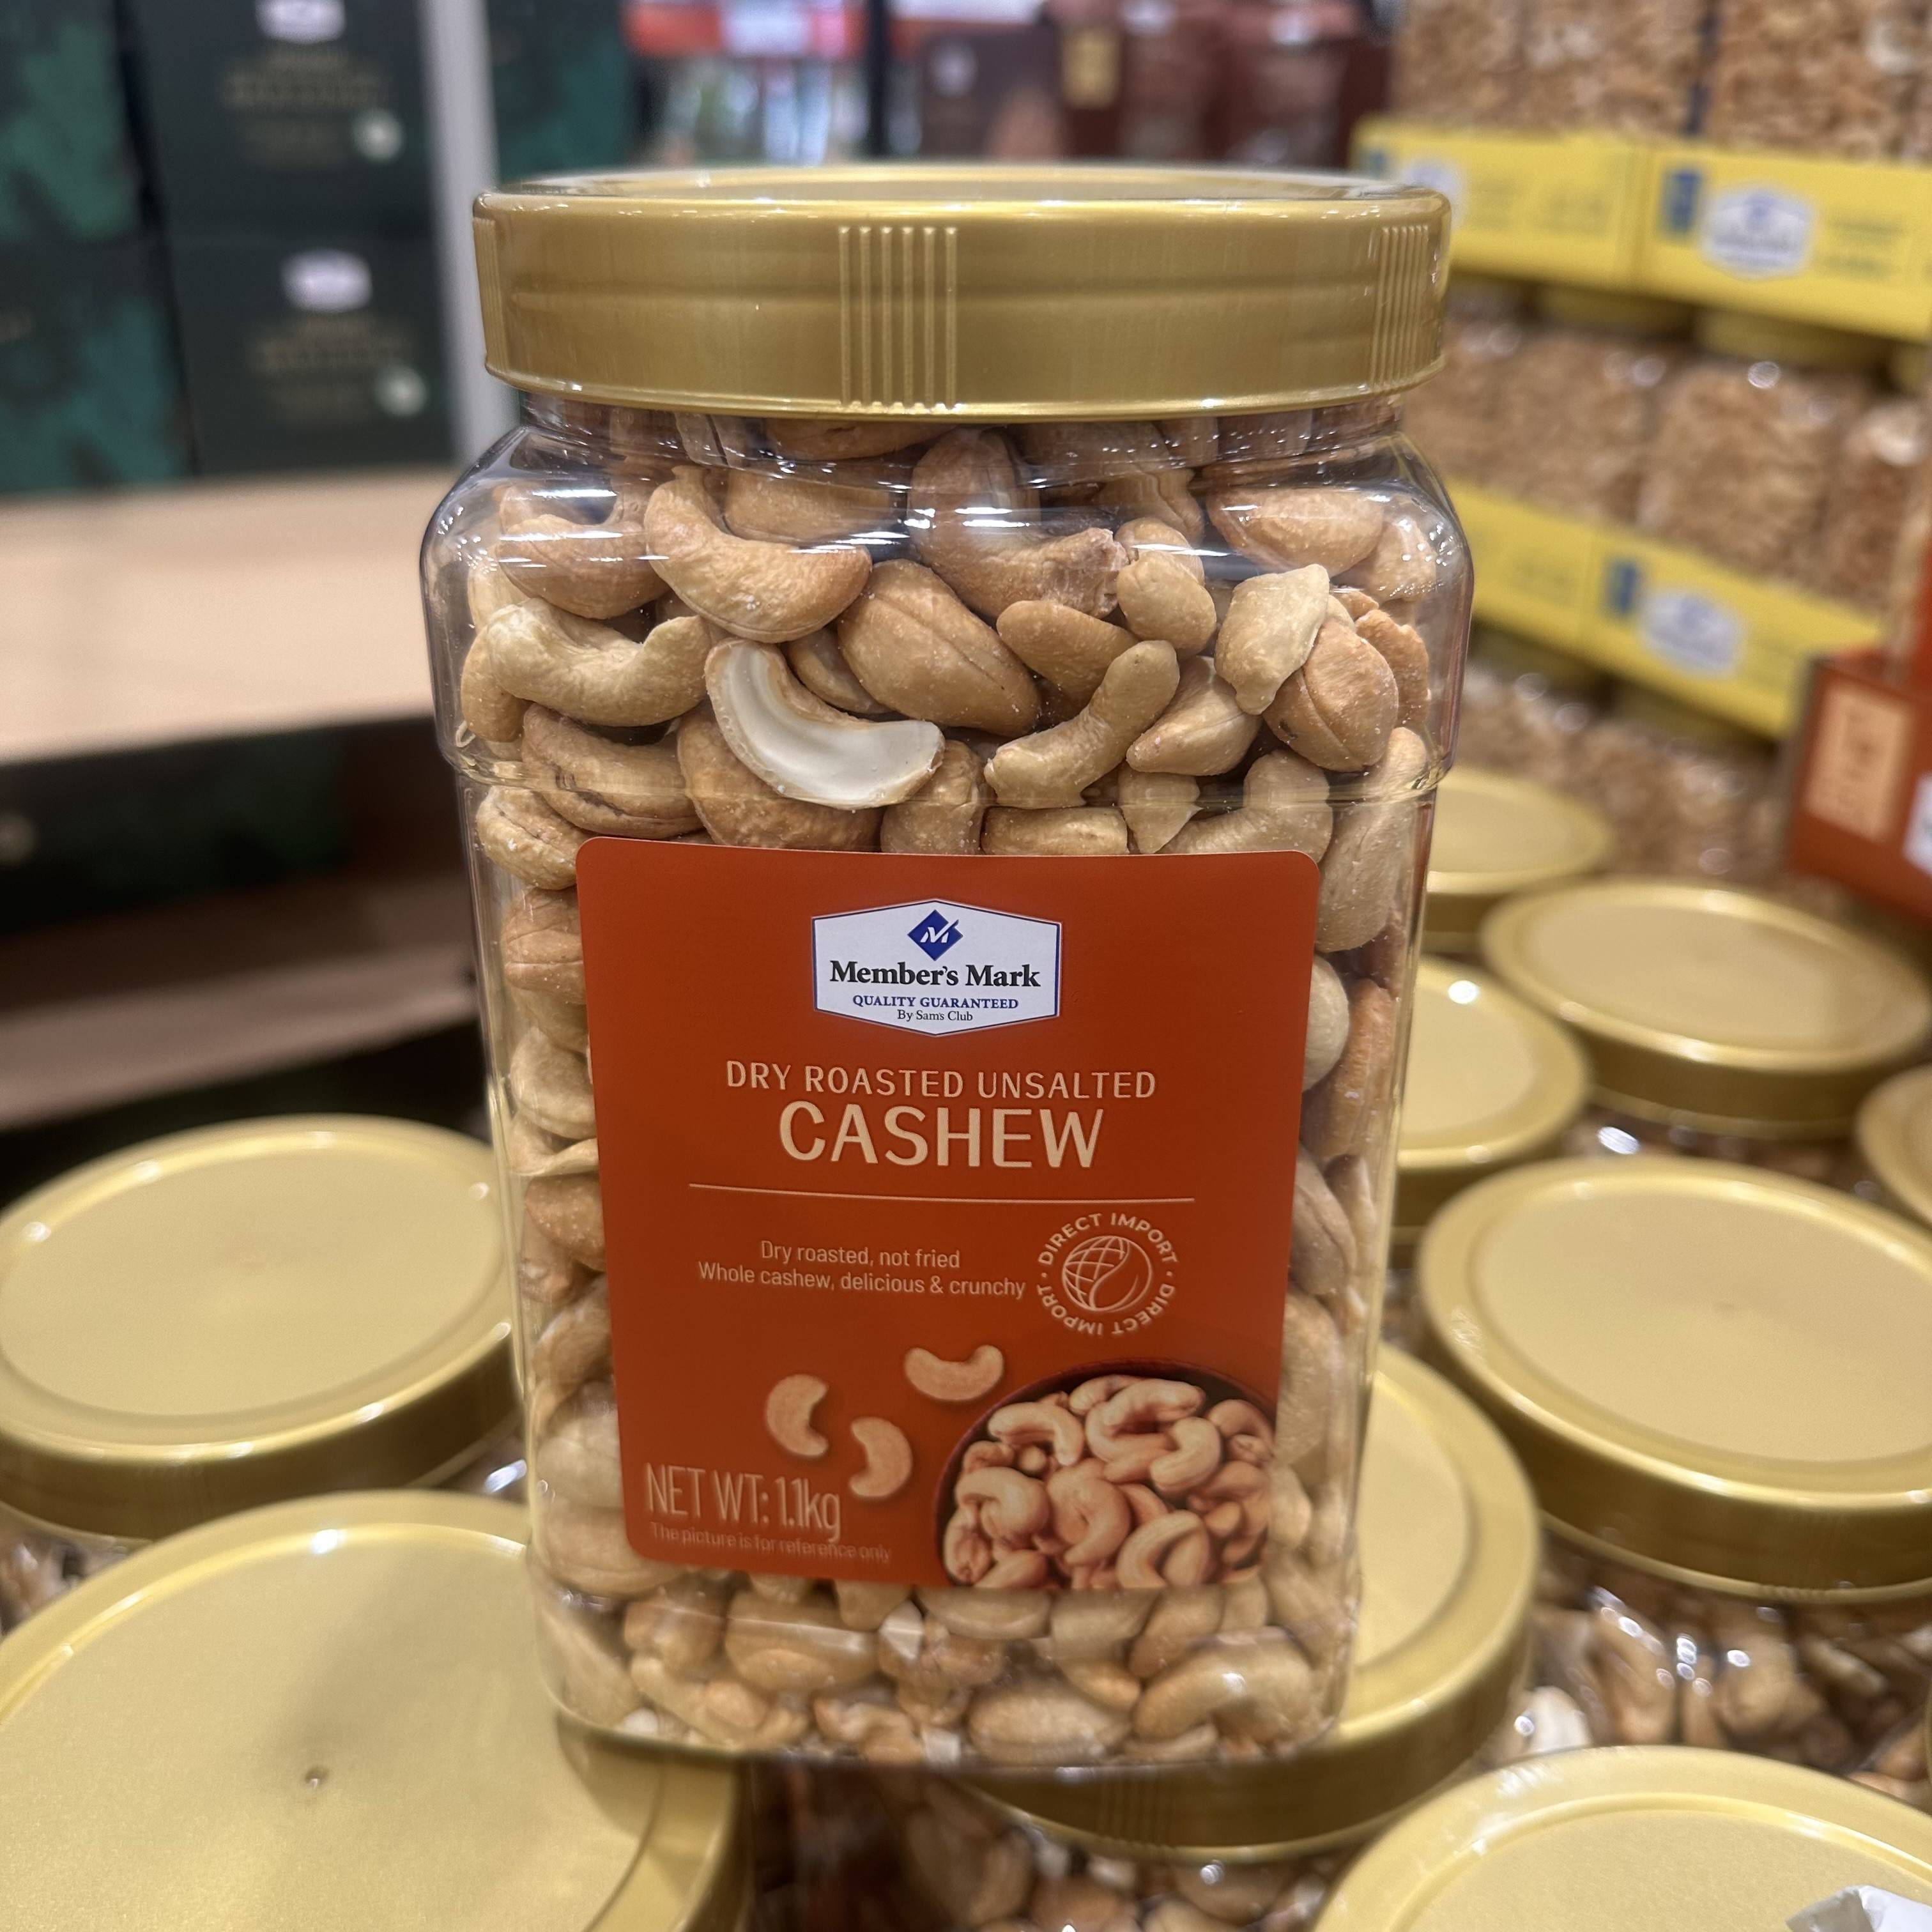 Member's Mark
QUALITY GUARANTEED
By Sam's Club
DRY ROASTED UNSALTED
CASHEW
Dry roasted, not fried
Whole cashew, delicious & crunchy
DIRECT IMPORT · DIRECT IMPORT ·
NET WT: 1.1kg
The picture is for reference only